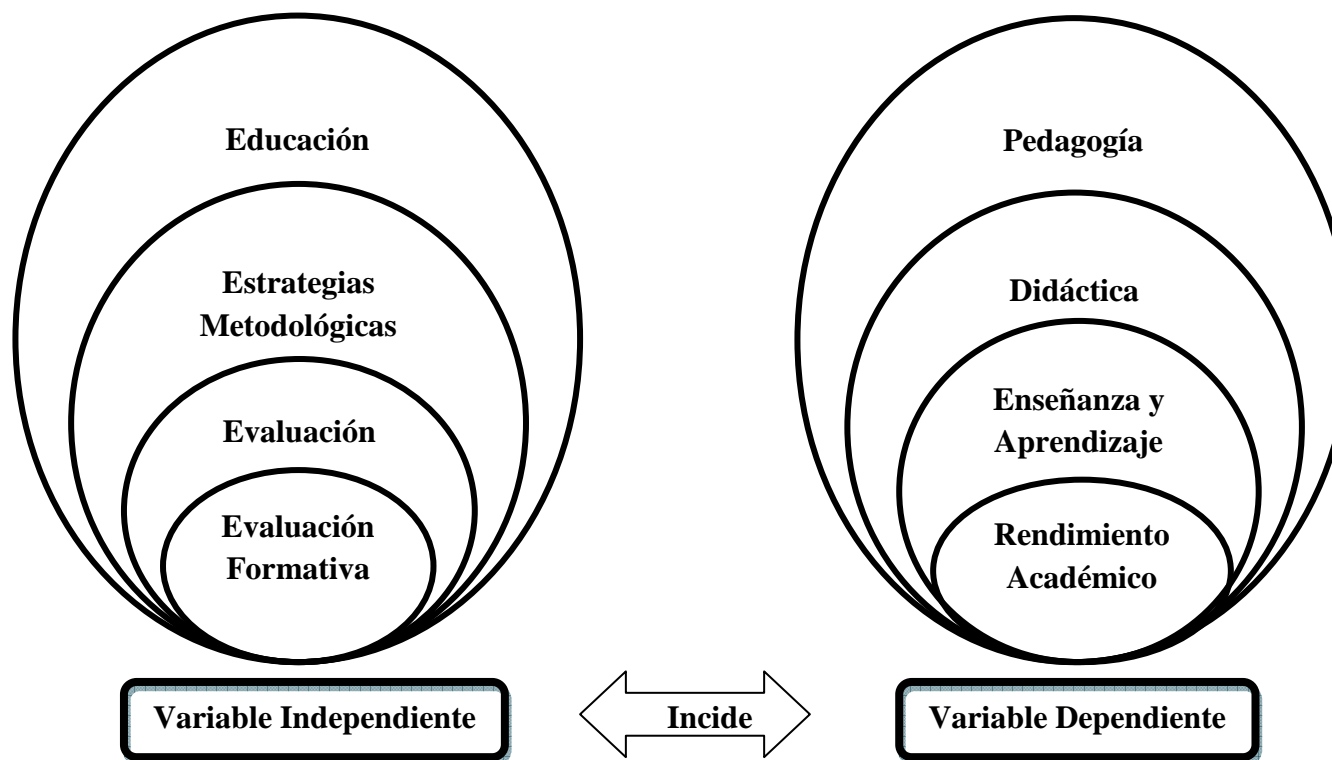 Educación
Estrategias
Metodológicas
Evaluación
Evaluación
Formativa
Variable Independiente
Incide
Pedagogía
Didáctica
Enseñanza y
Aprendizaje
Rendimiento
Académico
Variable Dependiente